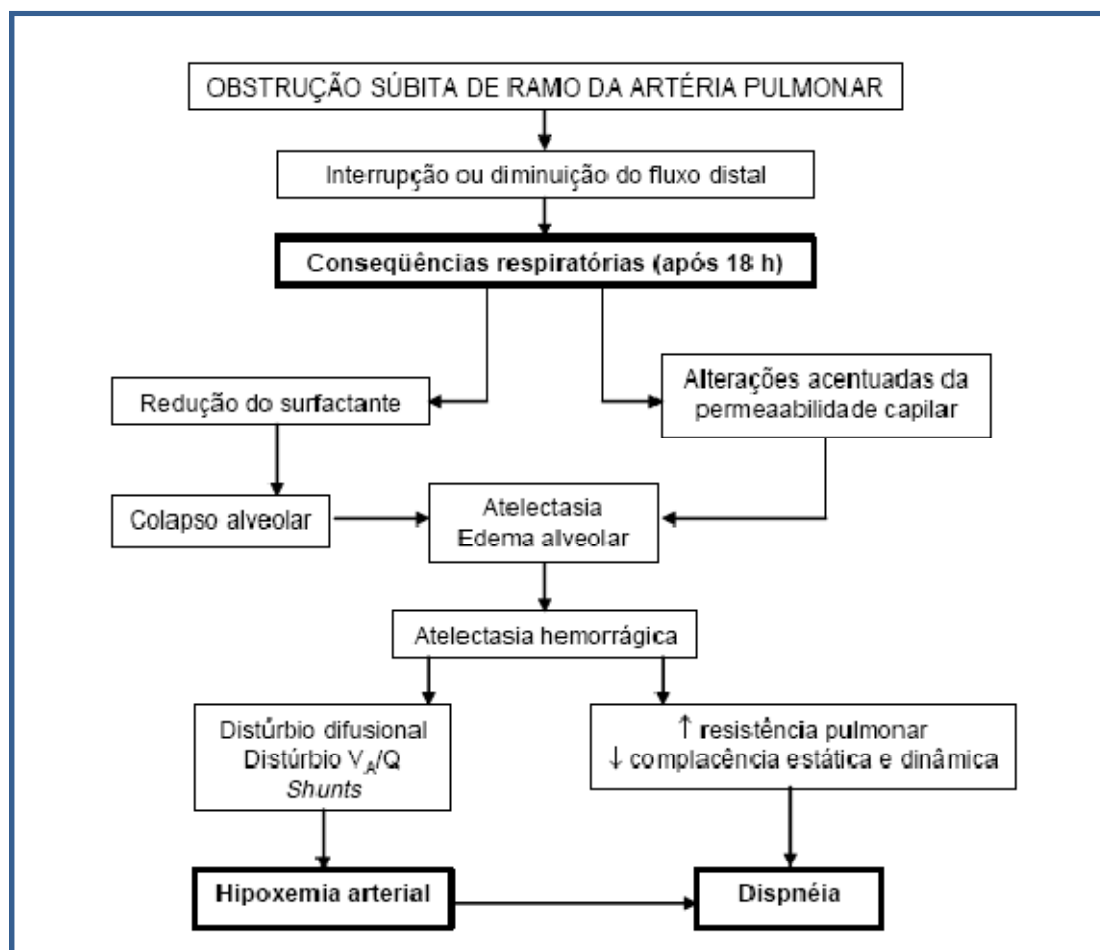 OBSTRUÇÃO SÚBITA DE RAMO DA ARTÉRIA PULMONAR
Interrupção ou diminuição do fluxo distal
Conseqüências respiratórias (após 18 h)
Redução do surfactante
Alterações acentuadas da
permeaabilidade capilar
Colapso alveolar
Atelectasia
Edema alveolar
Atelectasia hemorrágica
Distúrbio difusional
Distúrbio VA/Q
Shunts
↑ resistência pulmonar
↓ complacência estática e dinâmica
Hipoxemia arterial
Dispnéia